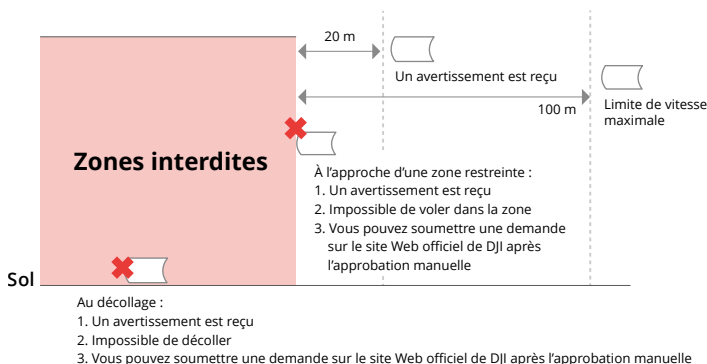 20 m
Un avertissement est reçu
100 m
Limite de vitesse
maximale
Zones interdites
À l’approche d’une zone restreinte :
1. Un avertissement est reçu
2. Impossible de voler dans la zone
3. Vous pouvez soumettre une demande
sur le site Web officiel de DJI après
l’approbation manuelle
Sol
Au décollage :
1. Un avertissement est reçu
2. Impossible de décoller
3. Vous pouvez soumettre une demande sur le site Web officiel de DJI après l’approbation manuelle